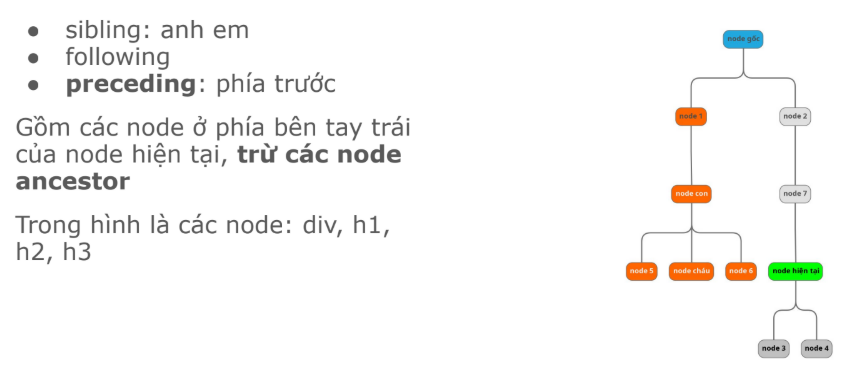 ● sibling: anh em
● following
● preceding: phía trước
Gồm các node ở phía bên tay trái
của node hiện tại, trừ các node
ancestor
Trong hình là các node: div, h1,
h2, h3
node gốc
node 1
node 2
node con
node 7
node 5
node cháu
node 6
node hiện tại
node 3
node 4